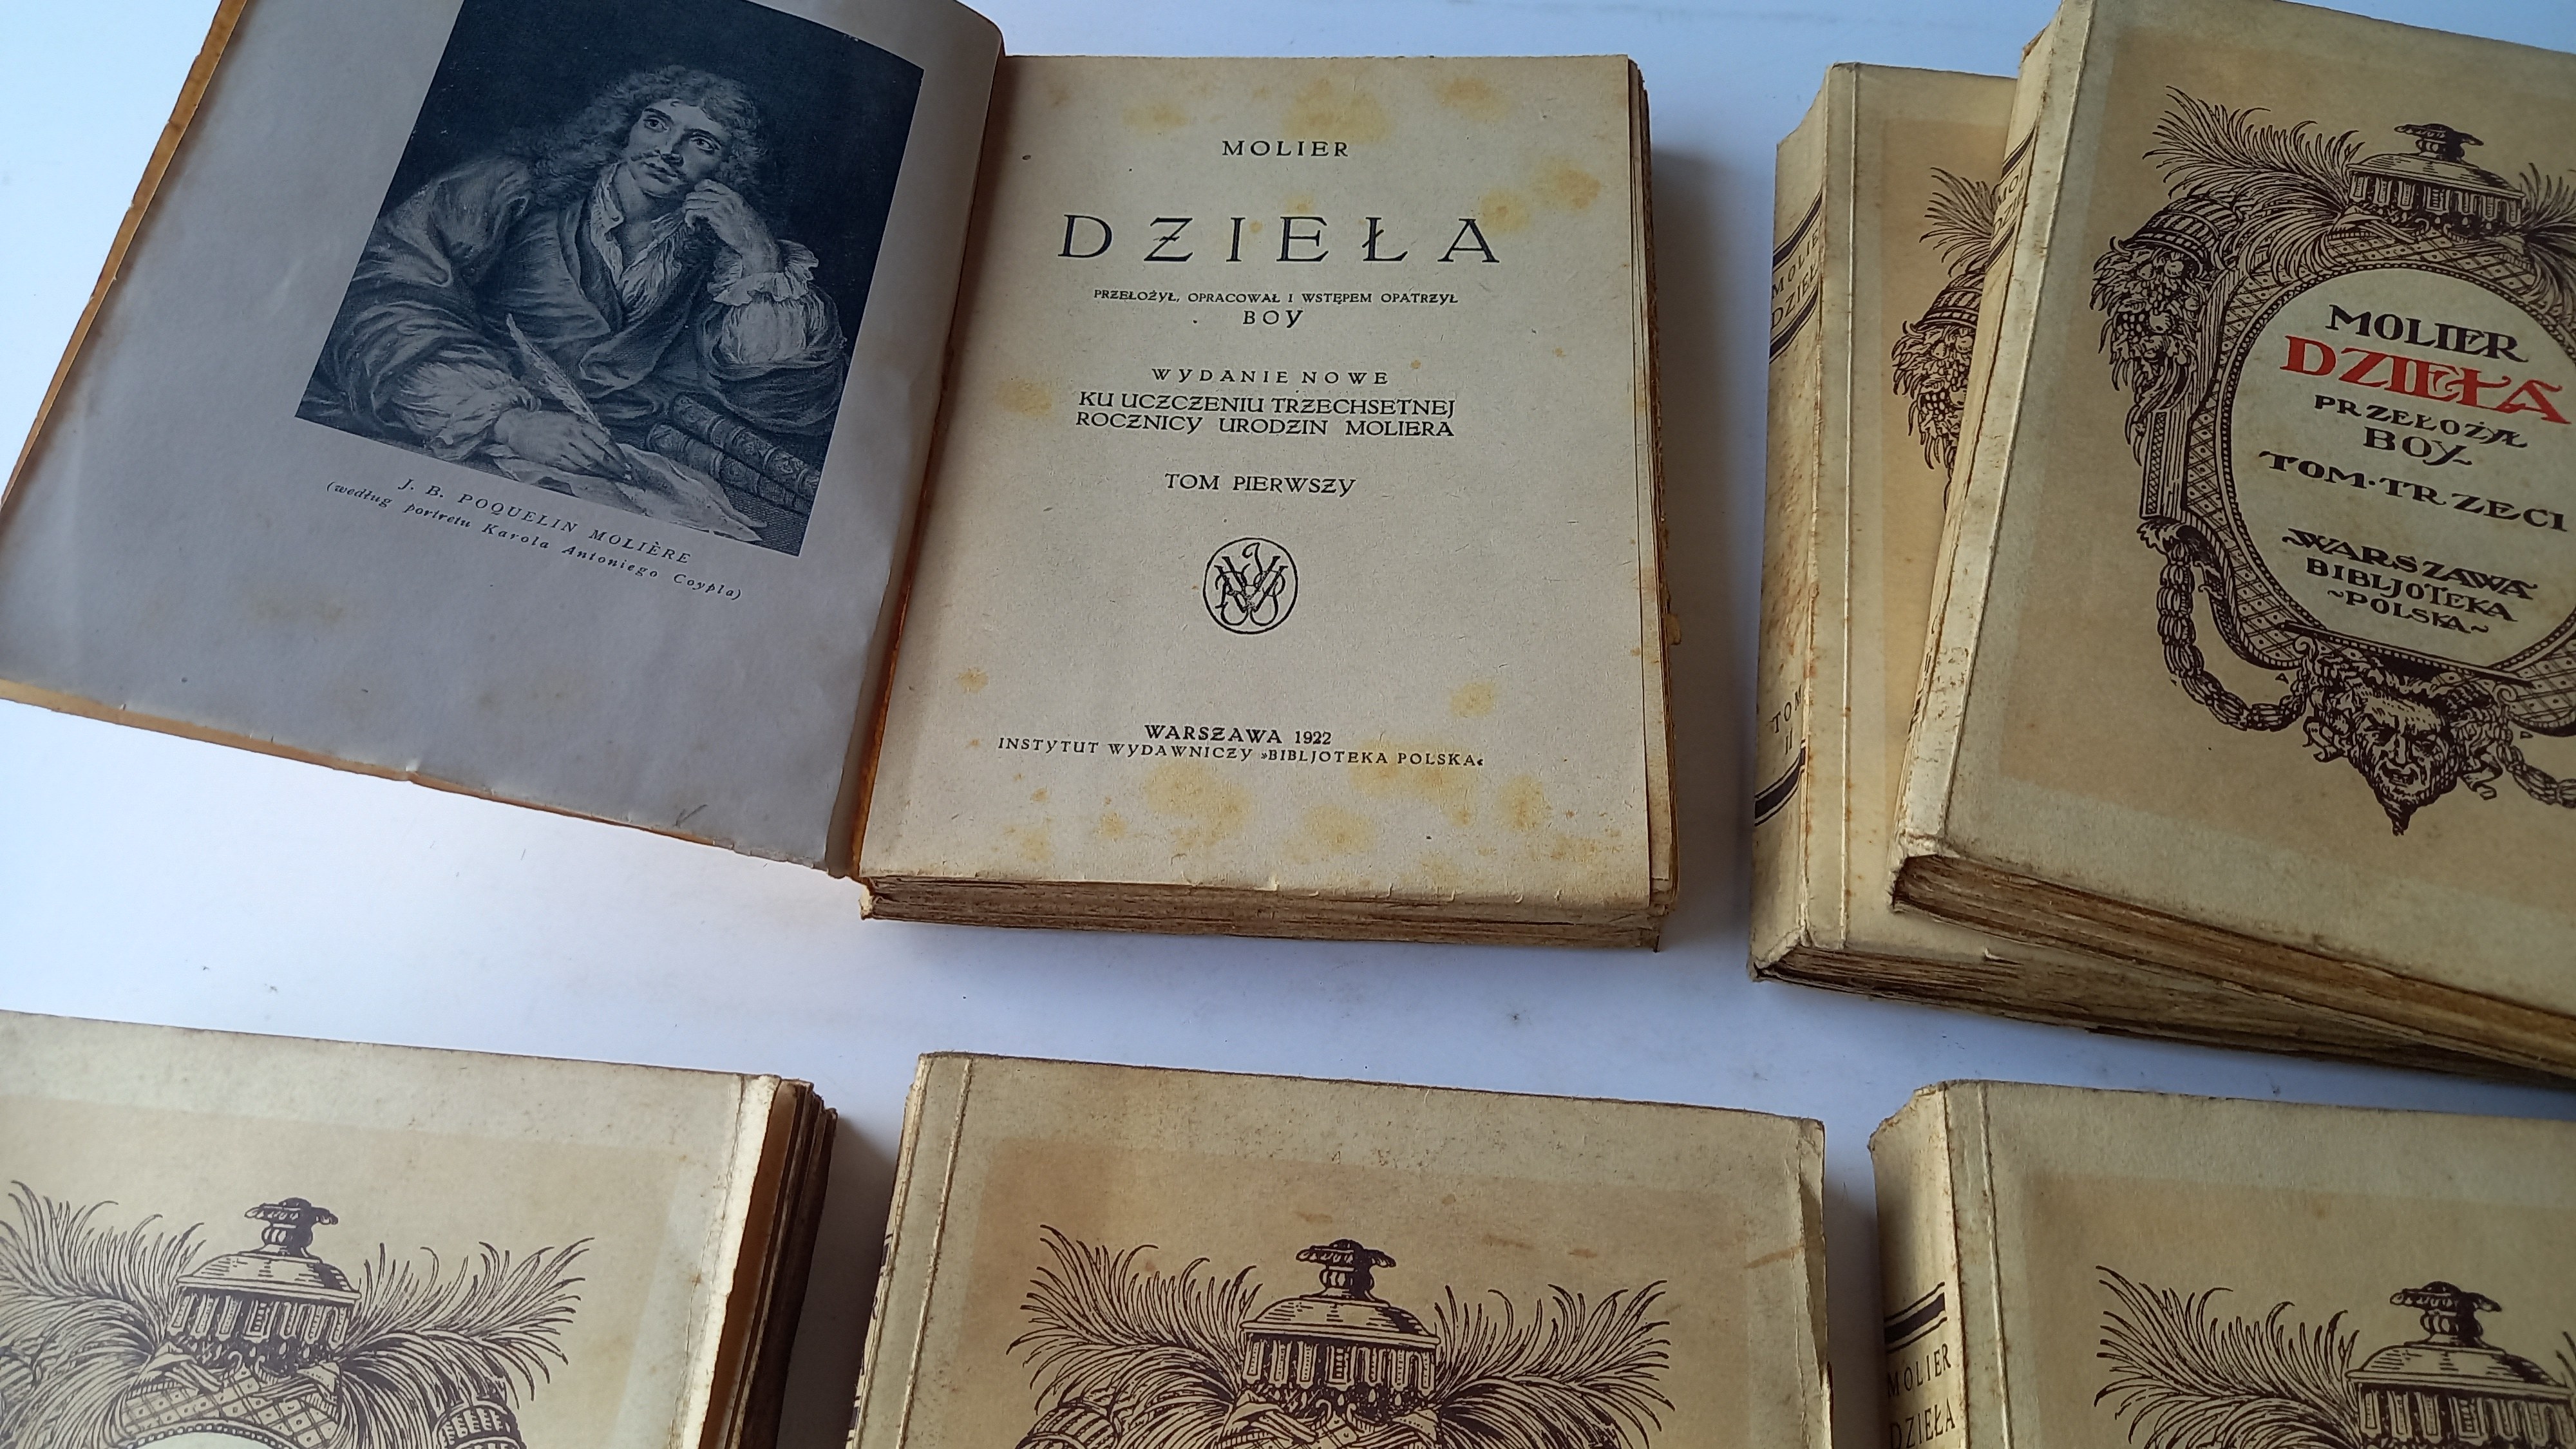 J. B. POQUELIN MOLIÈRE
(według portretu Karola Antoniego Coypla)
MOLIER
DZIEŁA
PRZEŁOŻYŁ, OPRACOWAŁ I WSTĘPEM OPATRZYŁ
BOY
WYDANIE NOWE
KU UCZCZENIU TRZECHSETNEJ
ROCZNICY URODZIN MOLIERA
TOM PIERWSZY
WARSZAWA 1922
INSTYTUT WYDAWNICZY »BIBLJOTEKA POLSKA«
TOM
II
MOLIER
DZIEŁA
PRZEŁOŻYŁ
BOY
TOM·TRZECI
~WARSZAWA~
BIBLJOTEKA
~POLSKA~
MOLIER
DZIEŁA